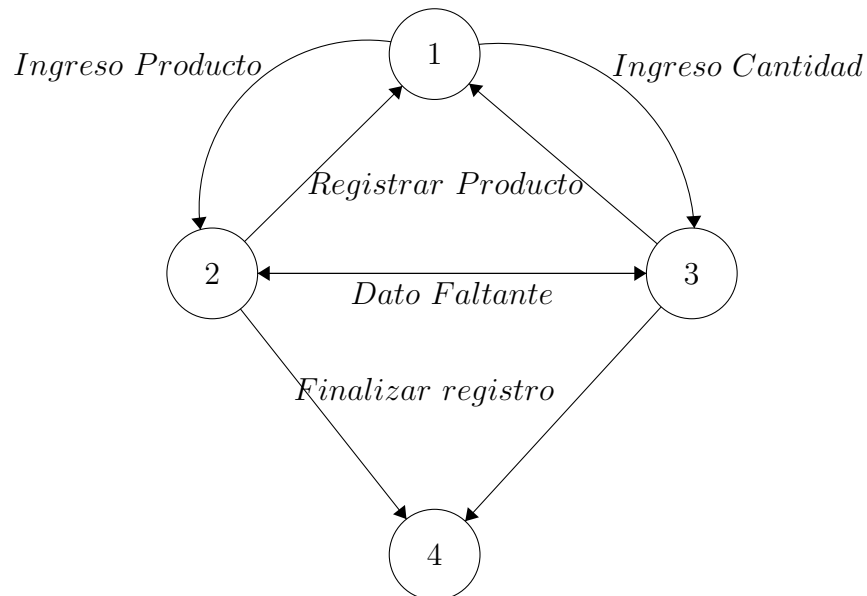 1
Ingreso Producto
Ingreso Cantidad
Registrar Producto
2
3
Dato Faltante
Finalizar registro
4